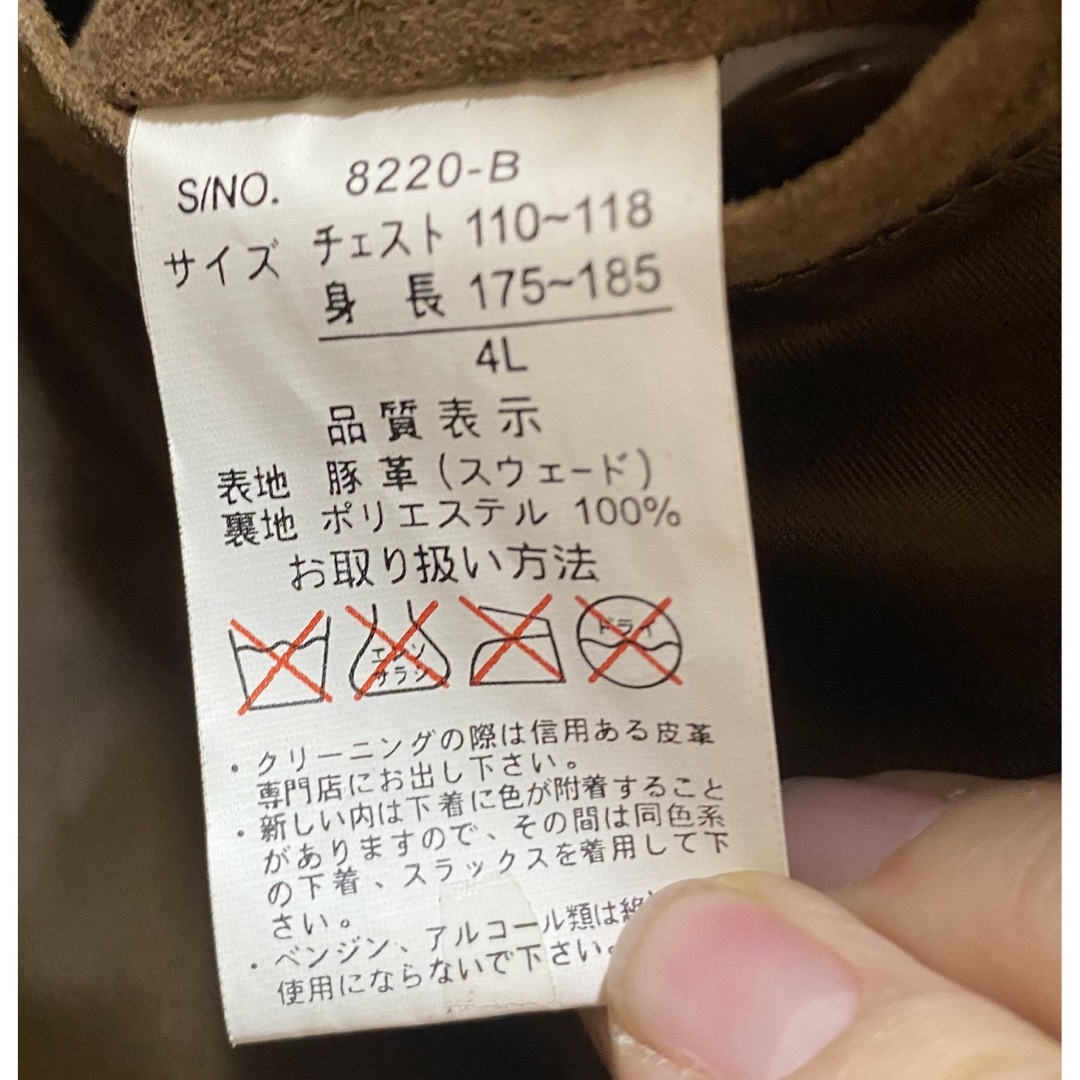 S/NO. 8220-B
サイズ チェスト 110~118
身 長 175~185
4L
品質表示
表地 豚革(スウェード)
裏地 ポリエステル 100%
お取り扱い方法
エンソ
サラシ
ドライ
・クリーニングの際は信用ある皮革
専門店にお出し下さい。
・新しい内は下着に色が附着すること
がありますので、その間は同色系
の下着、スラックスを着用して下
さい。
・ベンジン、アルコール類は
使用にならないで下さい。